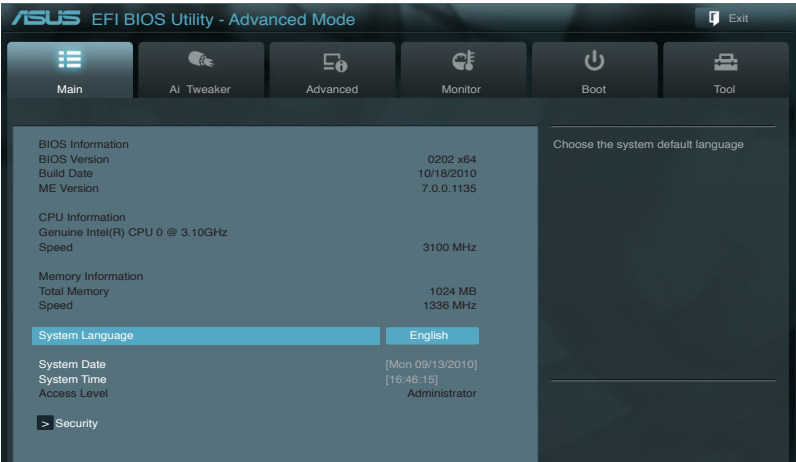 ASUS EFI BIOS Utility - Advanced Mode
Exit
Main Ai Tweaker Advanced Monitor Boot Tool
BIOS Information
BIOS Version 0202 x64
Build Date 10/18/2010
ME Version 7.0.0.1135
CPU Information
Genuine Intel(R) CPU 0 @ 3.10GHz
Speed 3100 MHz
Memory Information
Total Memory 1024 MB
Speed 1336 MHz
System Language English
System Date [Mon 09/13/2010]
System Time [16:46:15]
Access Level Administrator
> Security
Choose the system default language